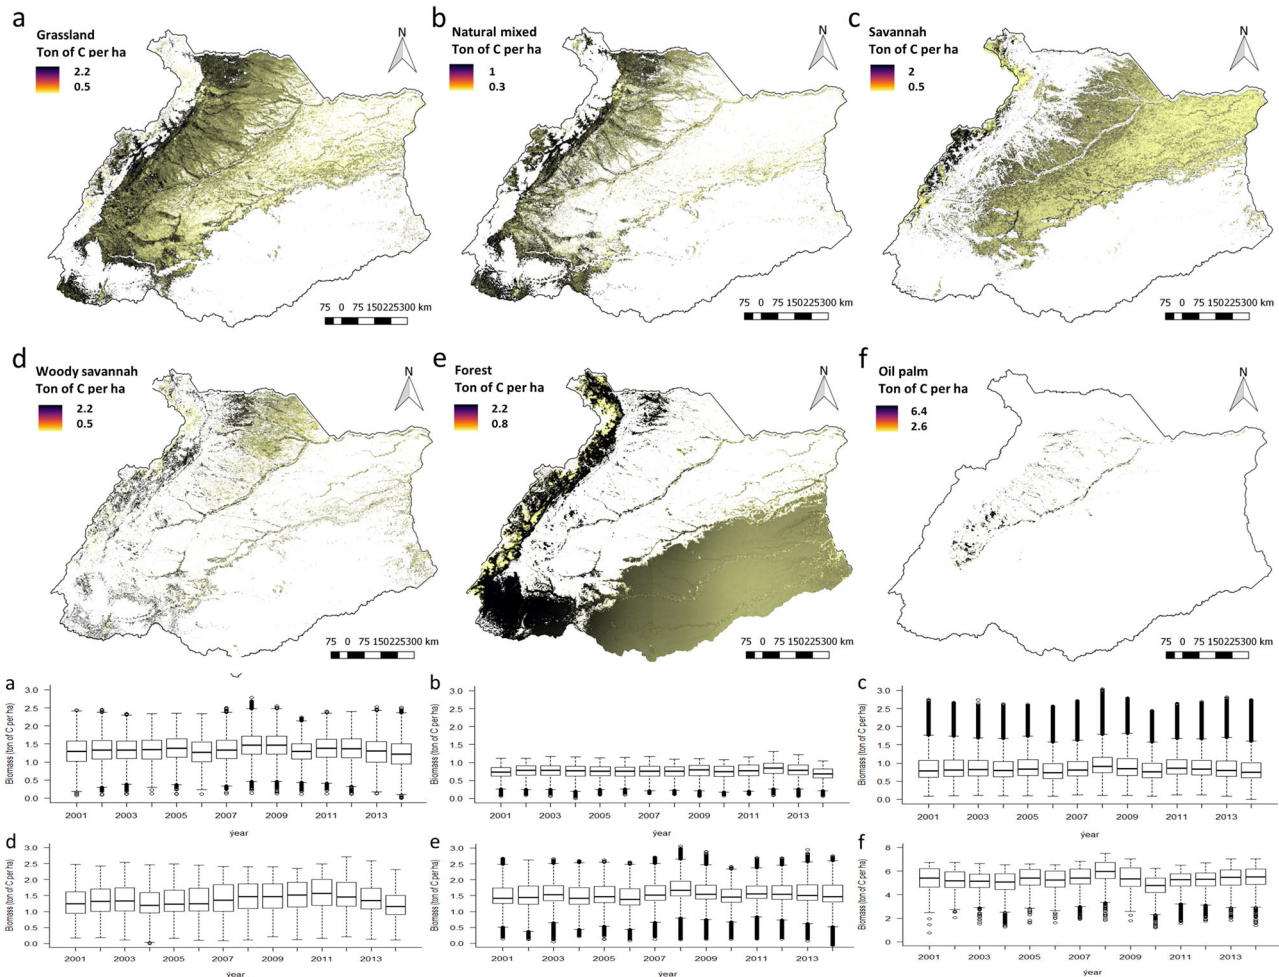 a
Grassland
Ton of C per ha
2.2
0.5
N
75 0 75 150225300 km
b
Natural mixed
Ton of C per ha
1
0.3
N
75 0 75 150225300 km
c
Savannah
Ton of C per ha
2
0.5
N
75 0 75 150225300 km
d
Woody savannah
Ton of C per ha
2.2
0.5
N
75 0 75 150225300 km
e
Forest
Ton of C per ha
2.2
0.8
N
75 0 75 150225300 km
f
Oil palm
Ton of C per ha
6.4
2.6
N
75 0 75 150225300 km
a
Biomass (ton of C per ha)
3.0
2.5
2.0
1.5
1.0
0.5
0.0
2001 2003 2005 2007 2009 2011 2013
ýear
b
Biomass (ton of C per ha)
3.0
2.5
2.0
1.5
1.0
0.5
0.0
2001 2003 2005 2007 2009 2011 2013
ýear
c
Biomass (ton of C per ha)
3.0
2.5
2.0
1.5
1.0
0.5
0.0
2001 2003 2005 2007 2009 2011 2013
ýear
d
Biomass (ton of C per ha)
3.0
2.5
2.0
1.5
1.0
0.5
0.0
2001 2003 2005 2007 2009 2011 2013
ýear
e
Biomass (ton of C per ha)
3.0
2.5
2.0
1.5
1.0
0.5
0.0
2001 2003 2005 2007 2009 2011 2013
ýear
f
Biomass (ton of C per ha)
8
6
4
2
0
2001 2003 2005 2007 2009 2011 2013
ýear